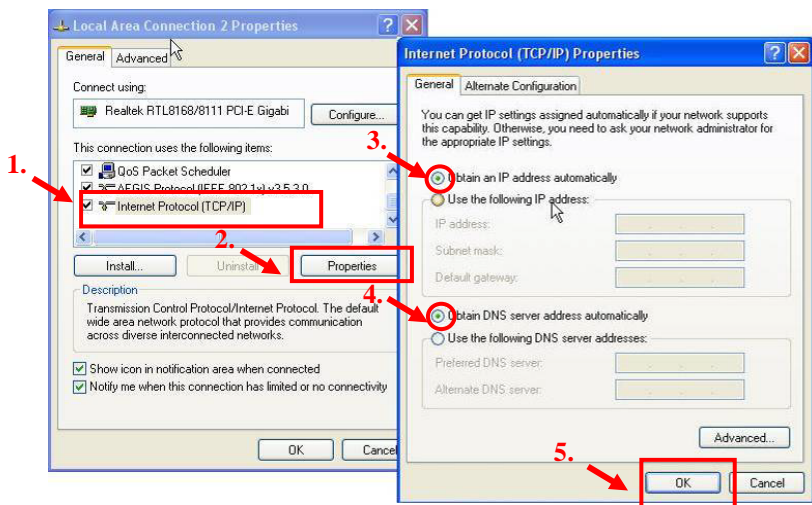 Local Area Connection 2 Properties
General
Advanced
Connect using:
Realtek RTL8168/8111 PCI-E Gigabi
Configure...
This connection uses the following items:
1.
QoS Packet Scheduler
AEGIS Protocol (IEEE 802.1x) v3.5.3.0
Internet Protocol (TCP/IP)
2.
Install...
Uninstall
Properties
Description
Transmission Control Protocol/Internet Protocol. The default
wide area network protocol that provides communication
across diverse interconnected networks.
Show icon in notification area when connected
Notify me when this connection has limited or no connectivity
OK
Cancel
Internet Protocol (TCP/IP) Properties
General
Alternate Configuration
You can get IP settings assigned automatically if your network supports
this capability. Otherwise, you need to ask your network administrator for
the appropriate IP settings.
3.
Obtain an IP address automatically
Use the following IP address:
IP address:
Subnet mask:
Default gateway:
4.
Obtain DNS server address automatically
Use the following DNS server addresses:
Preferred DNS server:
Alternate DNS server:
Advanced...
5.
OK
Cancel